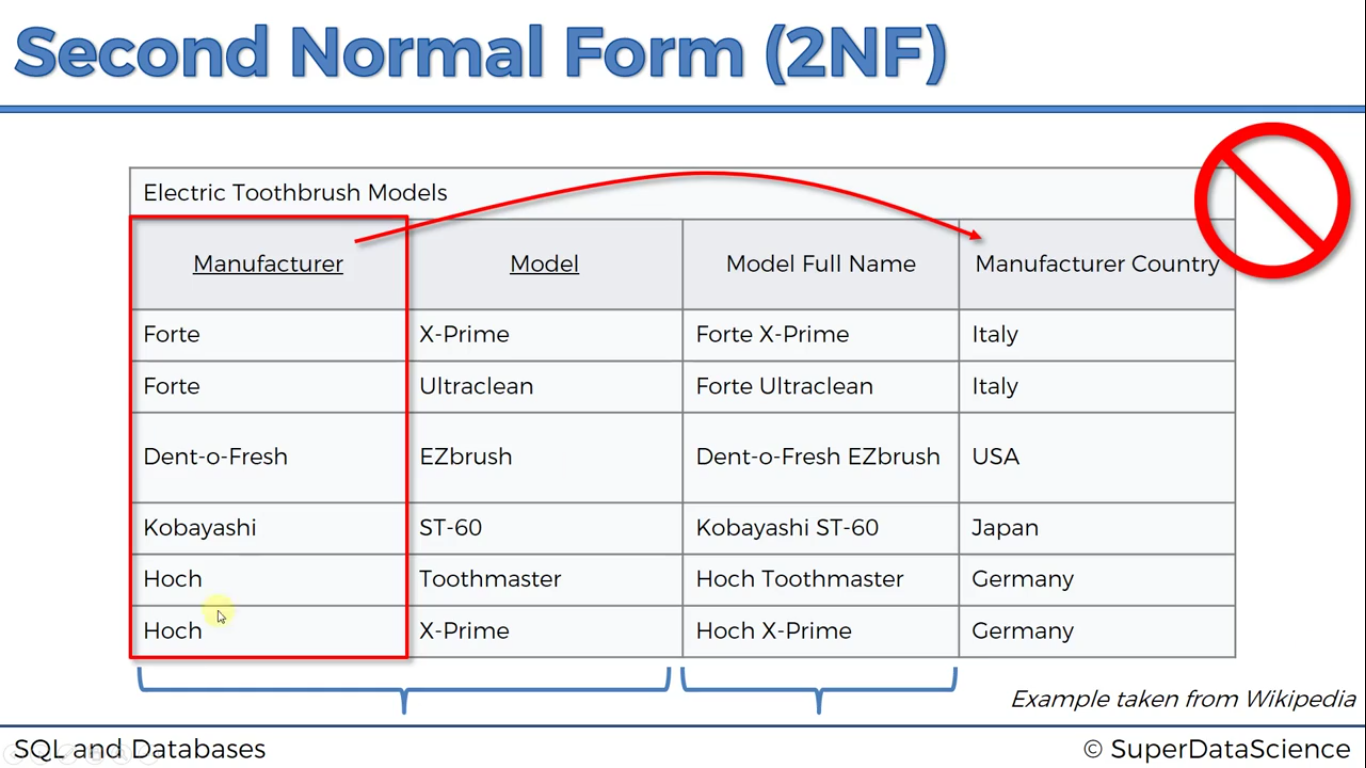 Second Normal Form (2NF)
Electric Toothbrush Models
Manufacturer Model Model Full Name Manufacturer Country
Forte X-Prime Forte X-Prime Italy
Forte Ultraclean Forte Ultraclean Italy
Dent-o-Fresh EZbrush Dent-o-Fresh EZbrush USA
Kobayashi ST-60 Kobayashi ST-60 Japan
Hoch Toothmaster Hoch Toothmaster Germany
Hoch X-Prime Hoch X-Prime Germany
Example taken from Wikipedia
SQL and Databases © SuperDataScience